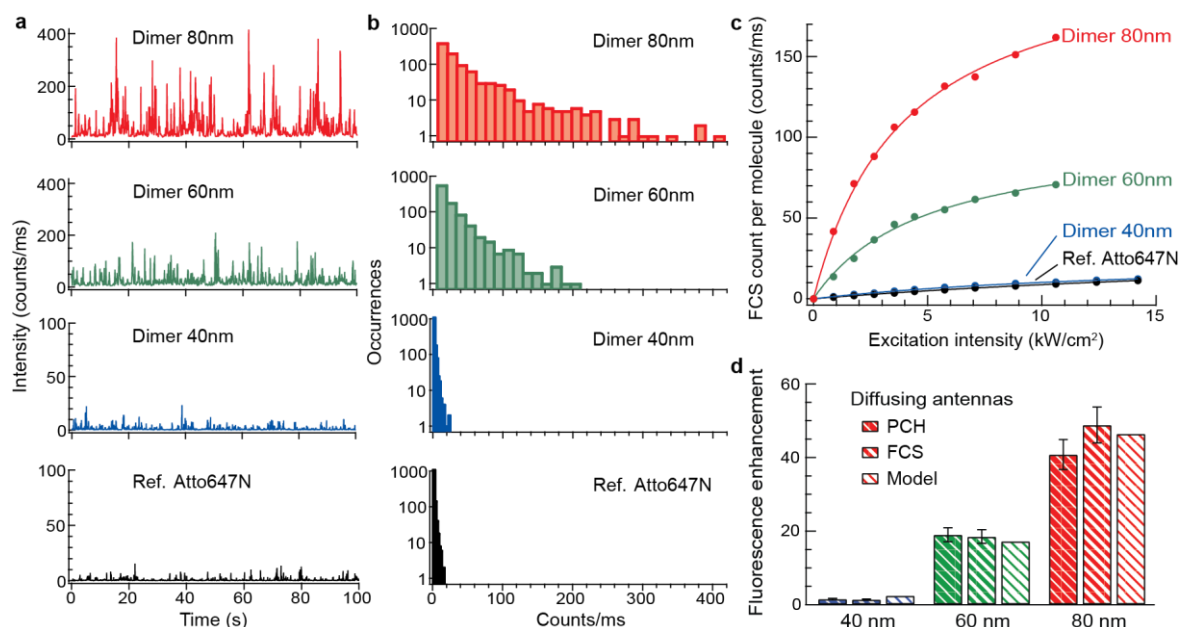 a
Intensity (counts/ms)
400
200
0
Dimer 80nm
400
200
0
Dimer 60nm
100
50
0
Dimer 40nm
100
50
0
Ref. Atto647N
0
20
40
60
80
100
Time (s)
b
Occurrences
1000
100
10
1
Dimer 80nm
1000
100
10
1
Dimer 60nm
1000
100
10
1
Dimer 40nm
1000
100
10
1
Ref. Atto647N
0
200
400
Counts/ms
c
FCS count per molecule (counts/ms)
150
100
50
0
Dimer 80nm
Dimer 60nm
Dimer 40nm
Ref. Atto647N
0
5
10
15
Excitation intensity (kW/cm²)
d
Fluorescence enhancement
60
40
20
0
Diffusing antennas
PCH
FCS
Model
40 nm
60 nm
80 nm